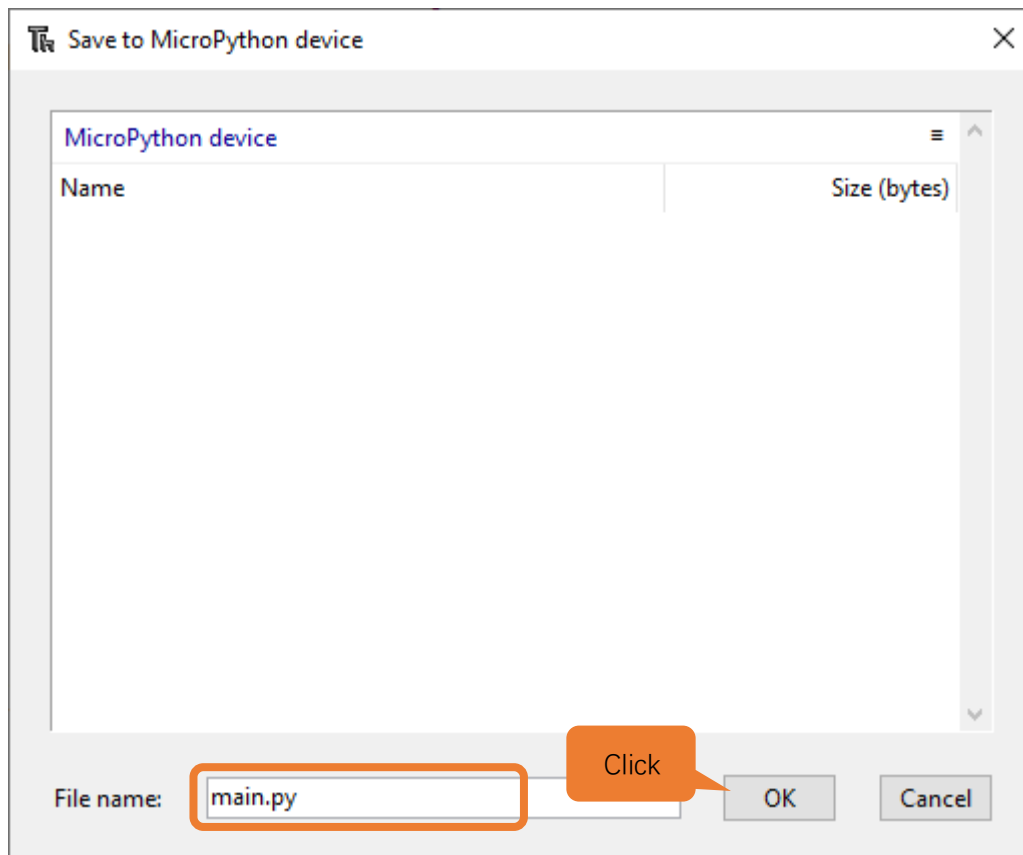 Save to MicroPython device
MicroPython device
Name Size (bytes)
Click
File name: main.py OK Cancel